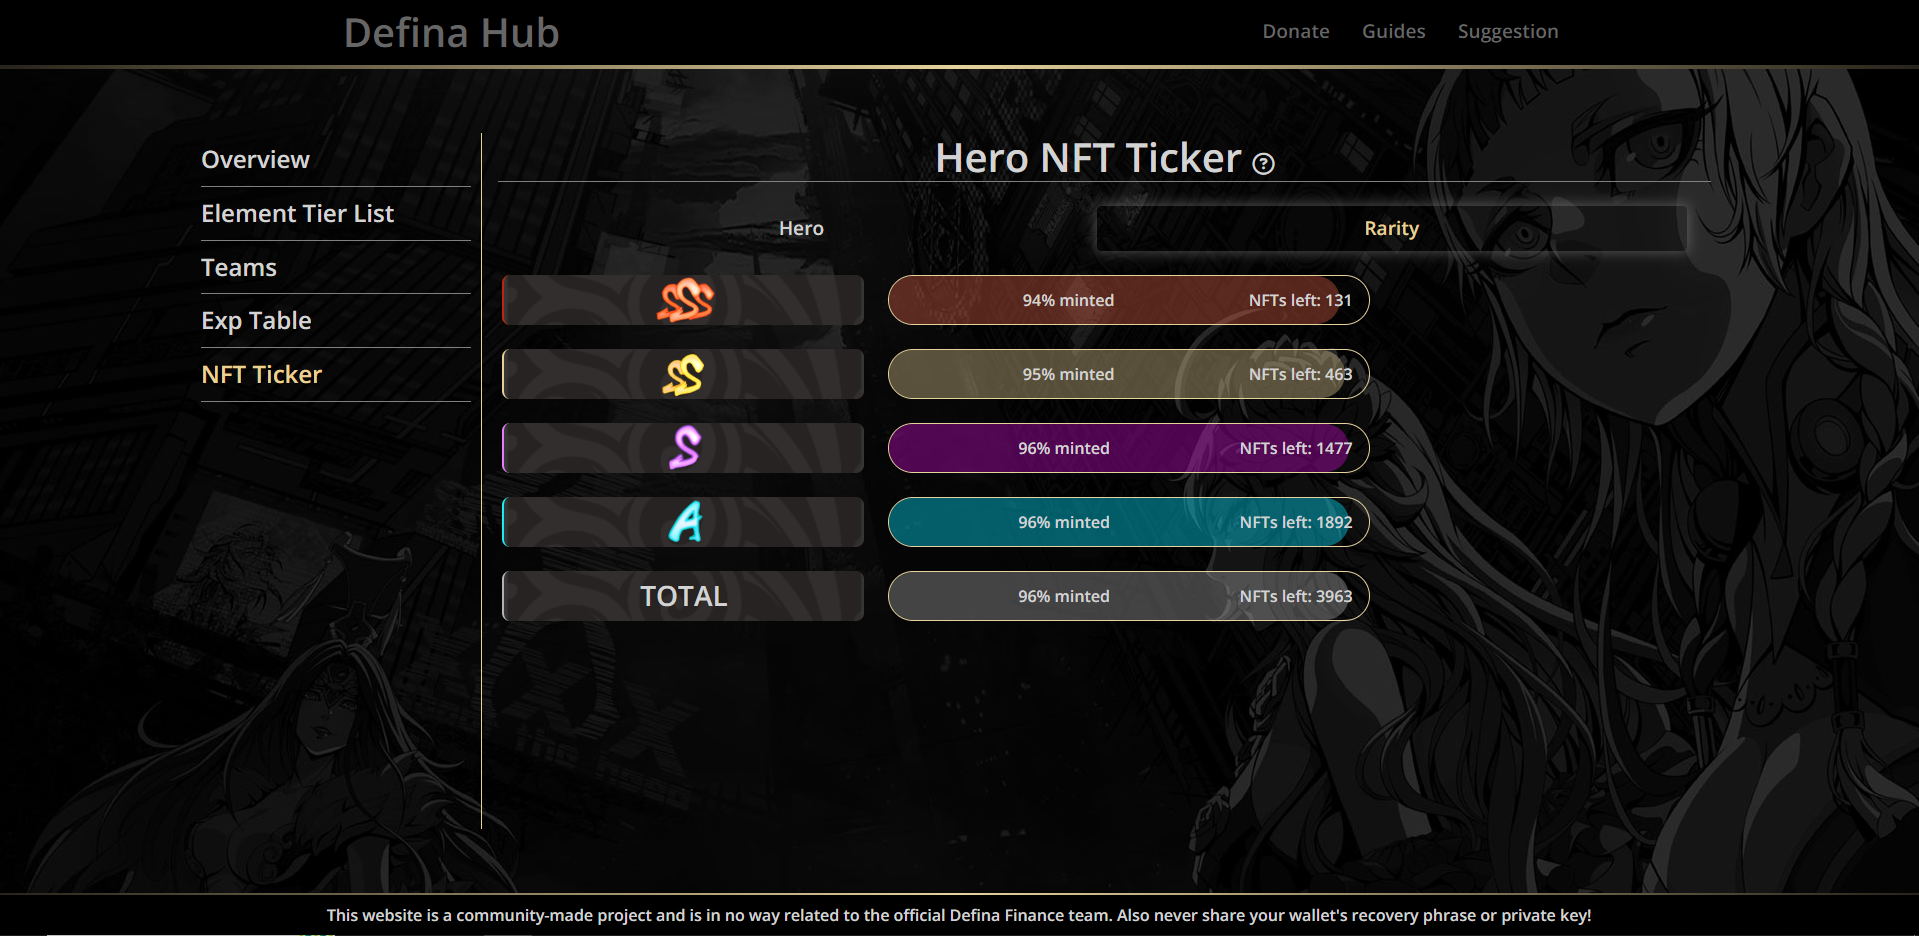 Defina Hub
Donate
Guides
Suggestion
Overview
Element Tier List
Teams
Exp Table
NFT Ticker
Hero NFT Ticker ?
Hero
Rarity
SSS
94% minted
NFTs left: 131
SS
95% minted
NFTs left: 463
S
96% minted
NFTs left: 1477
A
96% minted
NFTs left: 1892
TOTAL
96% minted
NFTs left: 3963
This website is a community-made project and is in no way related to the official Defina Finance team. Also never share your wallet's recovery phrase or private key!